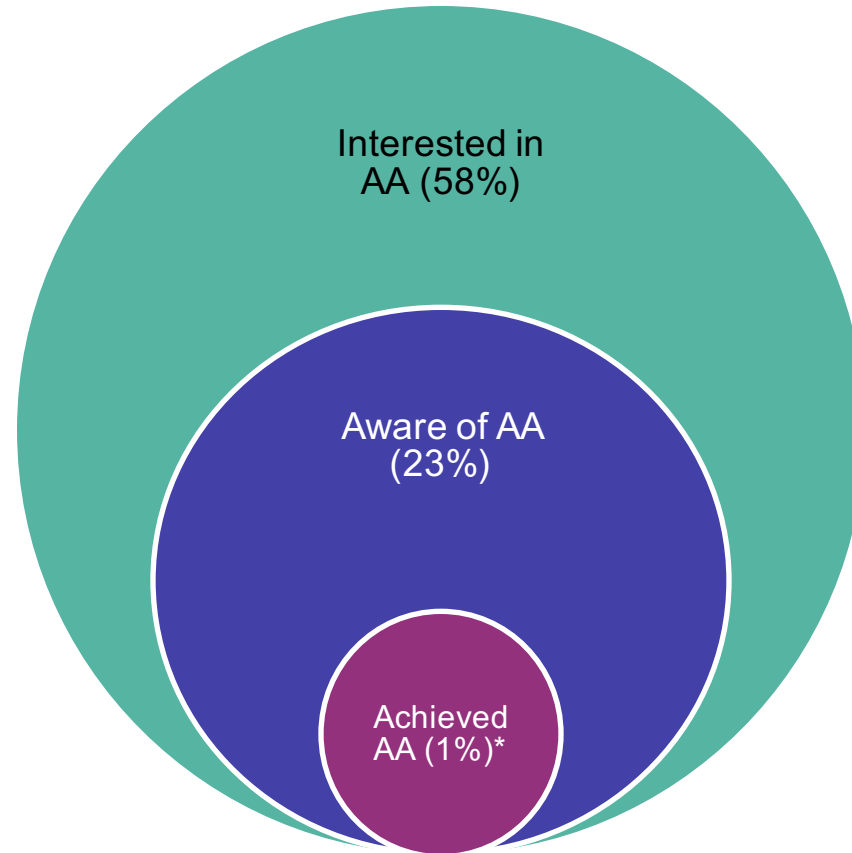 Interested in
AA (58%)
Aware of AA
(23%)
Achieved
AA (1%)*